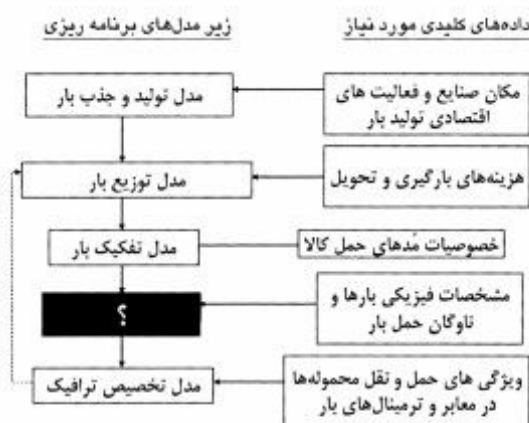 داده‌های کلیدی مورد نیاز
زیر مدل‌های برنامه ریزی
مکان صنایع و فعالیت های
اقتصادی تولید بار
مدل تولید و جذب بار
هزینه‌های بارگیری و تحویل
مدل توزیع بار
خصوصیات مُدهای حمل کالا
مدل تفکیک بار
مشخصات فیزیکی بارها و
ناوگان حمل بار
؟
ویژگی های حمل و نقل محموله‌ها
در معابر و ترمینال‌های بار
مدل تخصیص ترافیک